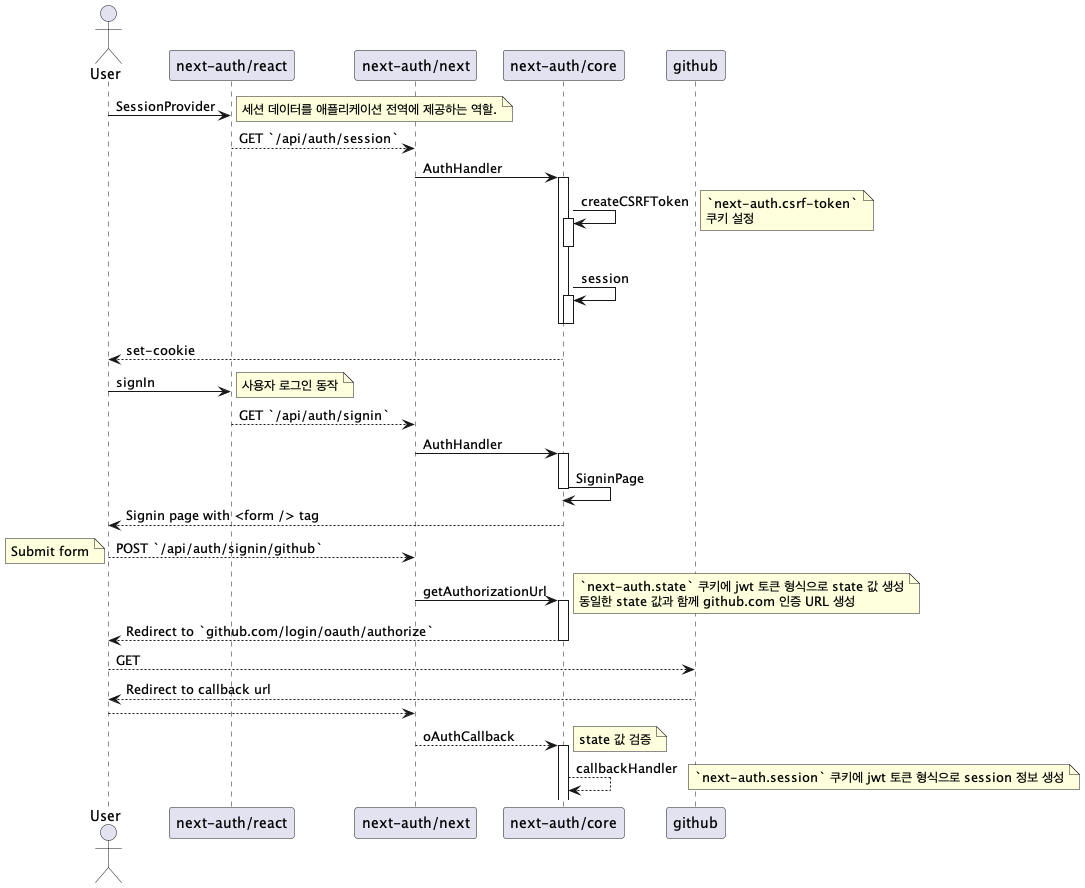 User
next-auth/react
next-auth/next
next-auth/core
github
SessionProvider
세션 데이터를 애플리케이션 전역에 제공하는 역할.
GET `/api/auth/session`
AuthHandler
createCSRFToken
`next-auth.csrf-token`
쿠키 설정
session
set-cookie
signIn
사용자 로그인 동작
GET `/api/auth/signin`
AuthHandler
SigninPage
Signin page with <form /> tag
Submit form
POST `/api/auth/signin/github`
getAuthorizationUrl
`next-auth.state` 쿠키에 jwt 토큰 형식으로 state 값 생성
동일한 state 값과 함께 github.com 인증 URL 생성
Redirect to `github.com/login/oauth/authorize`
GET
Redirect to callback url
oAuthCallback
state 값 검증
callbackHandler
`next-auth.session` 쿠키에 jwt 토큰 형식으로 session 정보 생성
User
next-auth/react
next-auth/next
next-auth/core
github